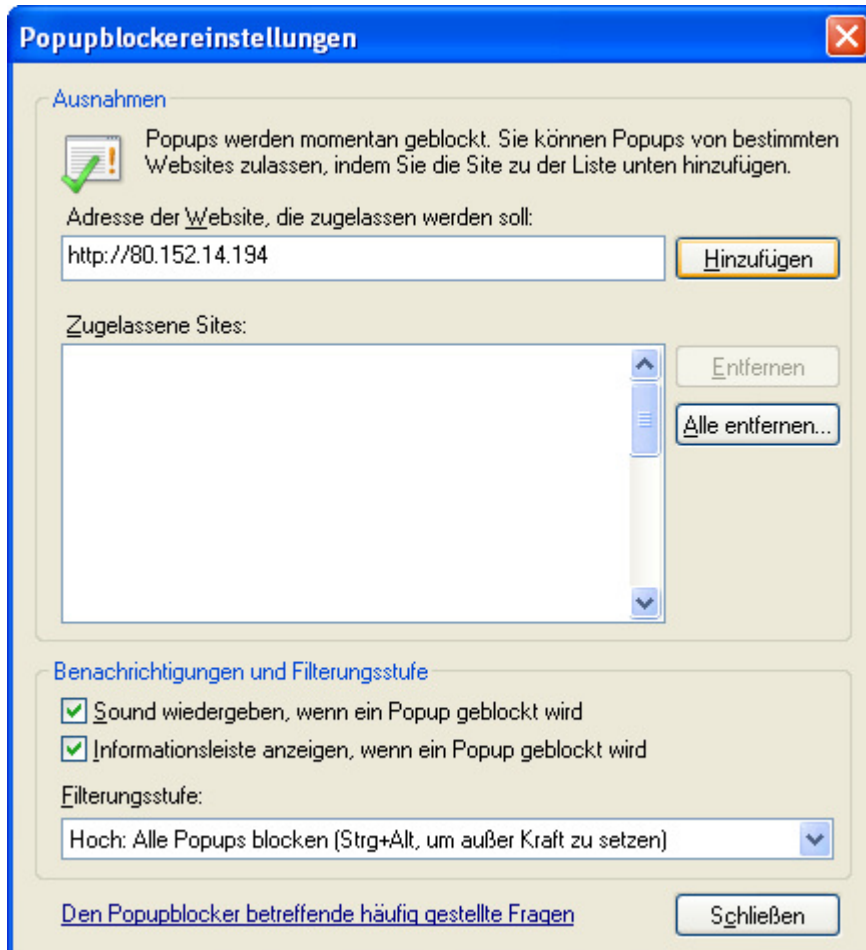 Popupblockereinstellungen
Ausnahmen
Popups werden momentan geblockt. Sie können Popups von bestimmten
Websites zulassen, indem Sie die Site zu der Liste unten hinzufügen.
Adresse der Website, die zugelassen werden soll:
http://80.152.14.194
Hinzufügen
Zugelassene Sites:
Entfernen
Alle entfernen...
Benachrichtigungen und Filterungsstufe
Sound wiedergeben, wenn ein Popup geblockt wird
Informationsleiste anzeigen, wenn ein Popup geblockt wird
Filterungsstufe:
Hoch: Alle Popups blocken (Strg+Alt, um außer Kraft zu setzen)
Den Popupblocker betreffende häufig gestellte Fragen
Schließen